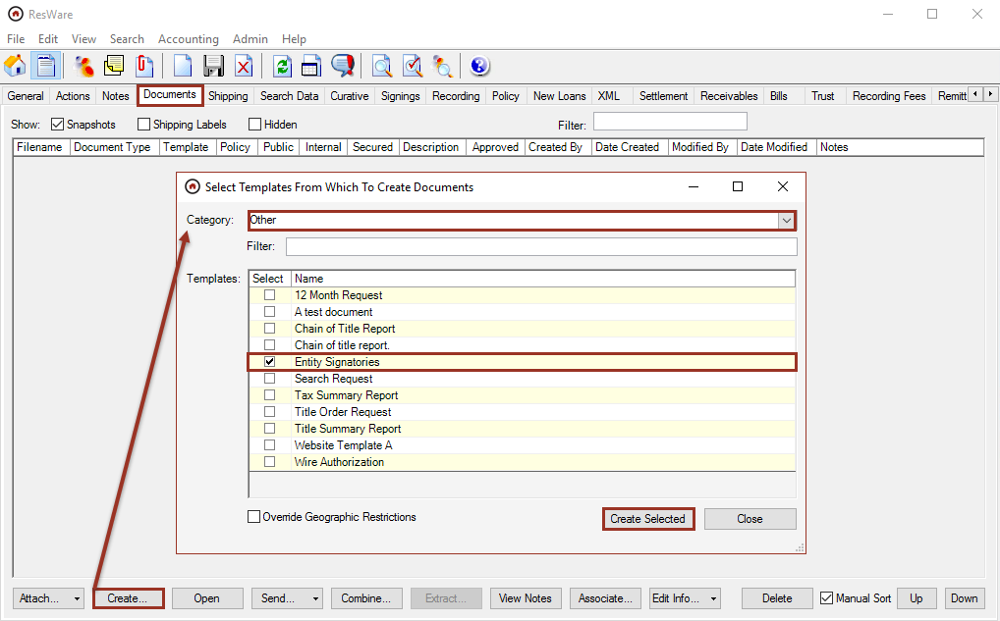 ResWare
File Edit View Search Accounting Admin Help
General Actions Notes Documents Shipping Search Data Curative Signings Recording Policy New Loans XML Settlement Receivables Bills Trust Recording Fees Remitt
Show: Snapshots Shipping Labels Hidden Filter:
Filename Document Type Template Policy Public Internal Secured Description Approved Created By Date Created Modified By Date Modified Notes
Select Templates From Which To Create Documents
Category: Other
Filter:
Templates: Select Name
12 Month Request
A test document
Chain of Title Report
Chain of title report.
Entity Signatories
Search Request
Tax Summary Report
Title Order Request
Title Summary Report
Website Template A
Wire Authorization
Override Geographic Restrictions Create Selected Close
Attach... Create... Open Send... Combine... Extract... View Notes Associate... Edit Info... Delete Manual Sort Up Down